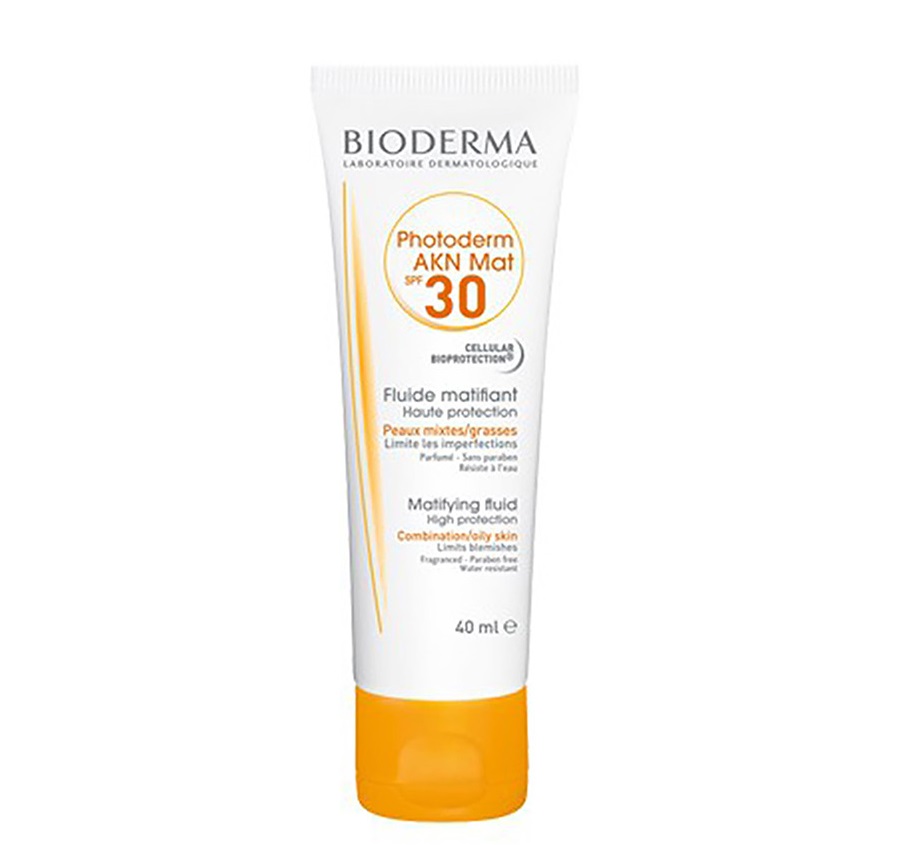 BIODERMA
LABORATOIRE DERMATOLOGIQUE
Photoderm
AKN Mat
SPF 30
CELLULAR
BIOPROTECTION®
Fluide matifiant
Haute protection
Peaux mixtes/grasses
Limite les imperfections
Parfumé - Sans paraben
Résiste à l'eau
Matifying fluid
High protection
Combination/oily skin
Limits blemishes
Fragranced - Paraben free
Water resistant
40 ml ℮